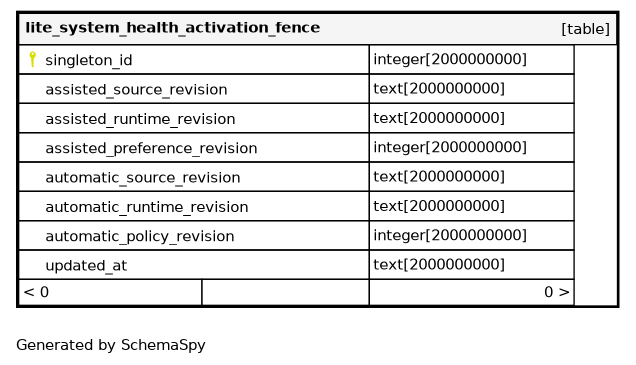 lite_system_health_activation_fence [table]
singleton_id integer[2000000000]
assisted_source_revision text[2000000000]
assisted_runtime_revision text[2000000000]
assisted_preference_revision integer[2000000000]
automatic_source_revision text[2000000000]
automatic_runtime_revision text[2000000000]
automatic_policy_revision integer[2000000000]
updated_at text[2000000000]
< 0 0 >
Generated by SchemaSpy